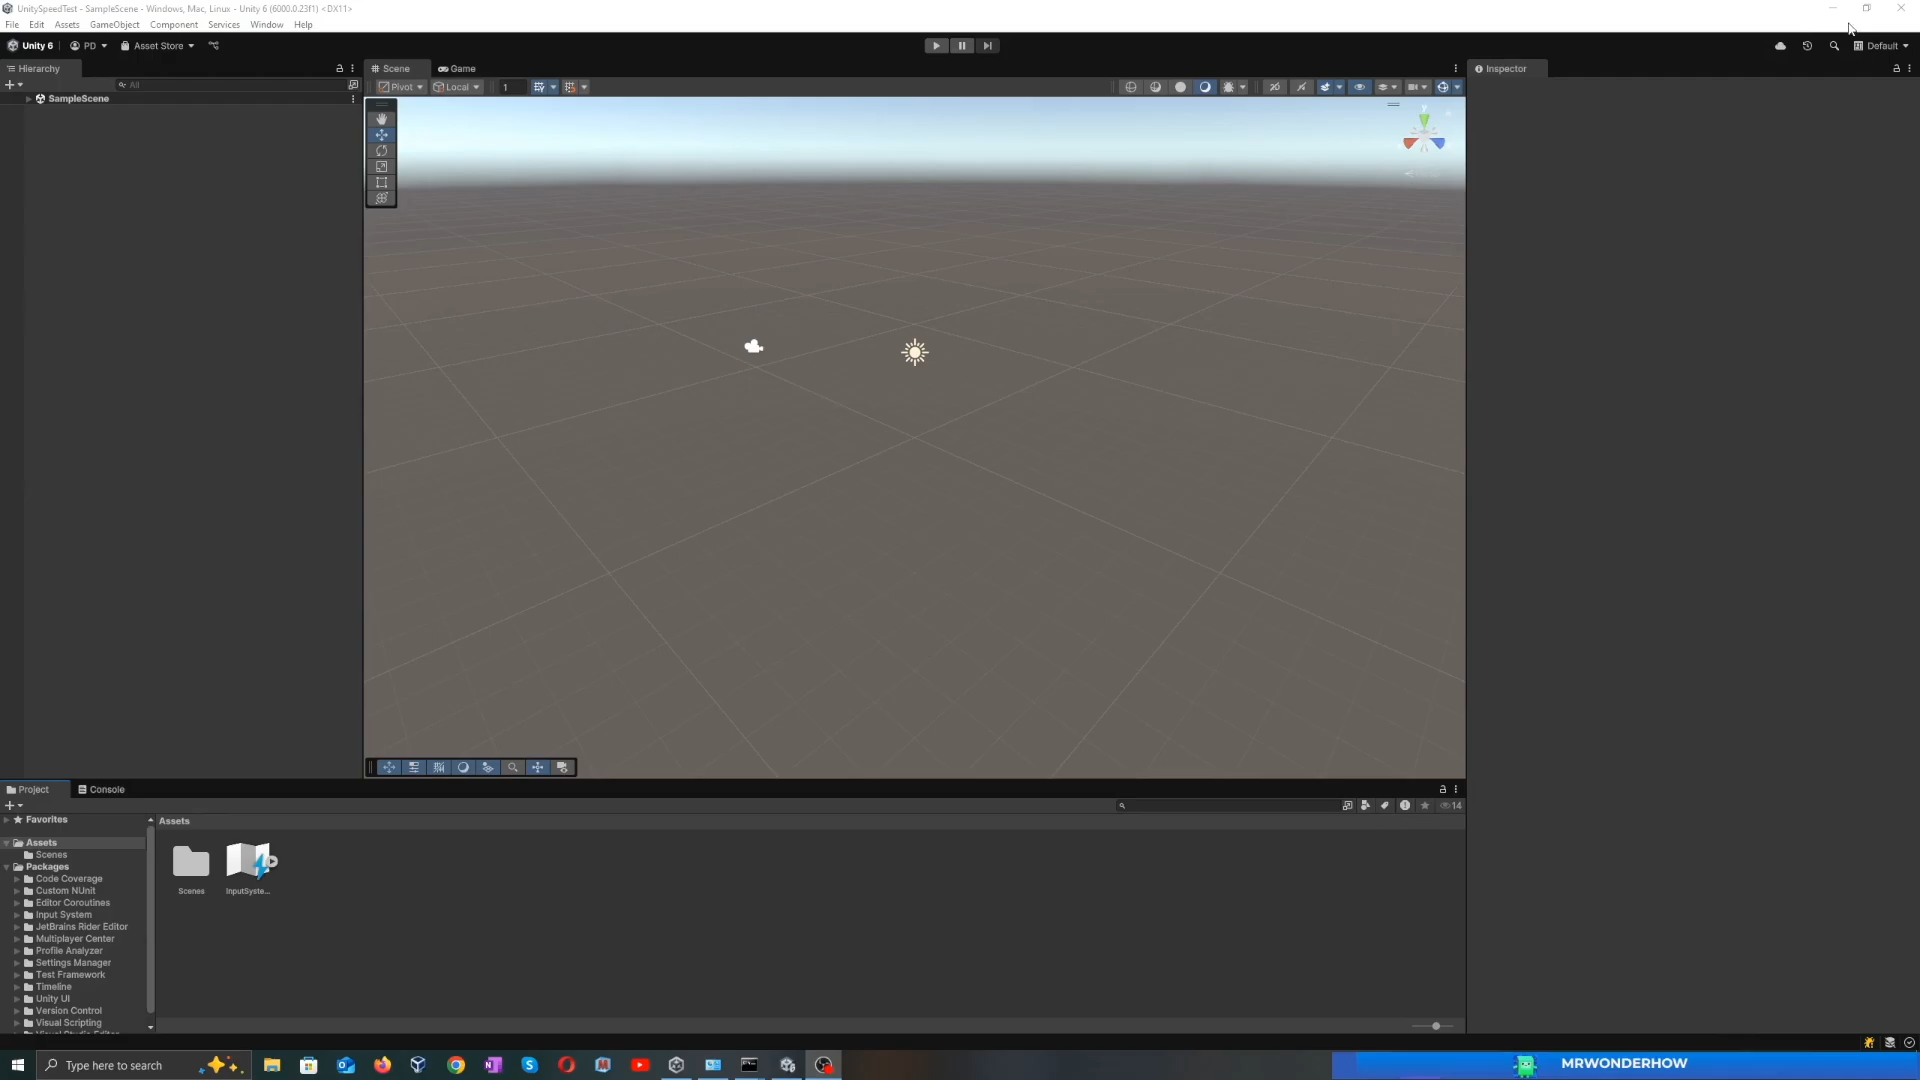 UnitySpeedTest - SampleScene - Windows, Mac, Linux - Unity 6 (6000.0.23f1) <DX11>
File Edit Assets GameObject Component Services Window Help
Unity 6 PD Asset Store Default
Hierarchy Scene Game Inspector
All Pivot Local 1
SampleScene
y
Project Console
14
Favorites Assets
Assets
Scenes
Packages
Code Coverage
Custom NUnit Scenes InputSyste...
Editor Coroutines
Input System
JetBrains Rider Editor
Multiplayer Center
Profile Analyzer
Settings Manager
Test Framework
Timeline
Unity UI
Version Control
Visual Scripting
Type here to search MRWONDERHOW